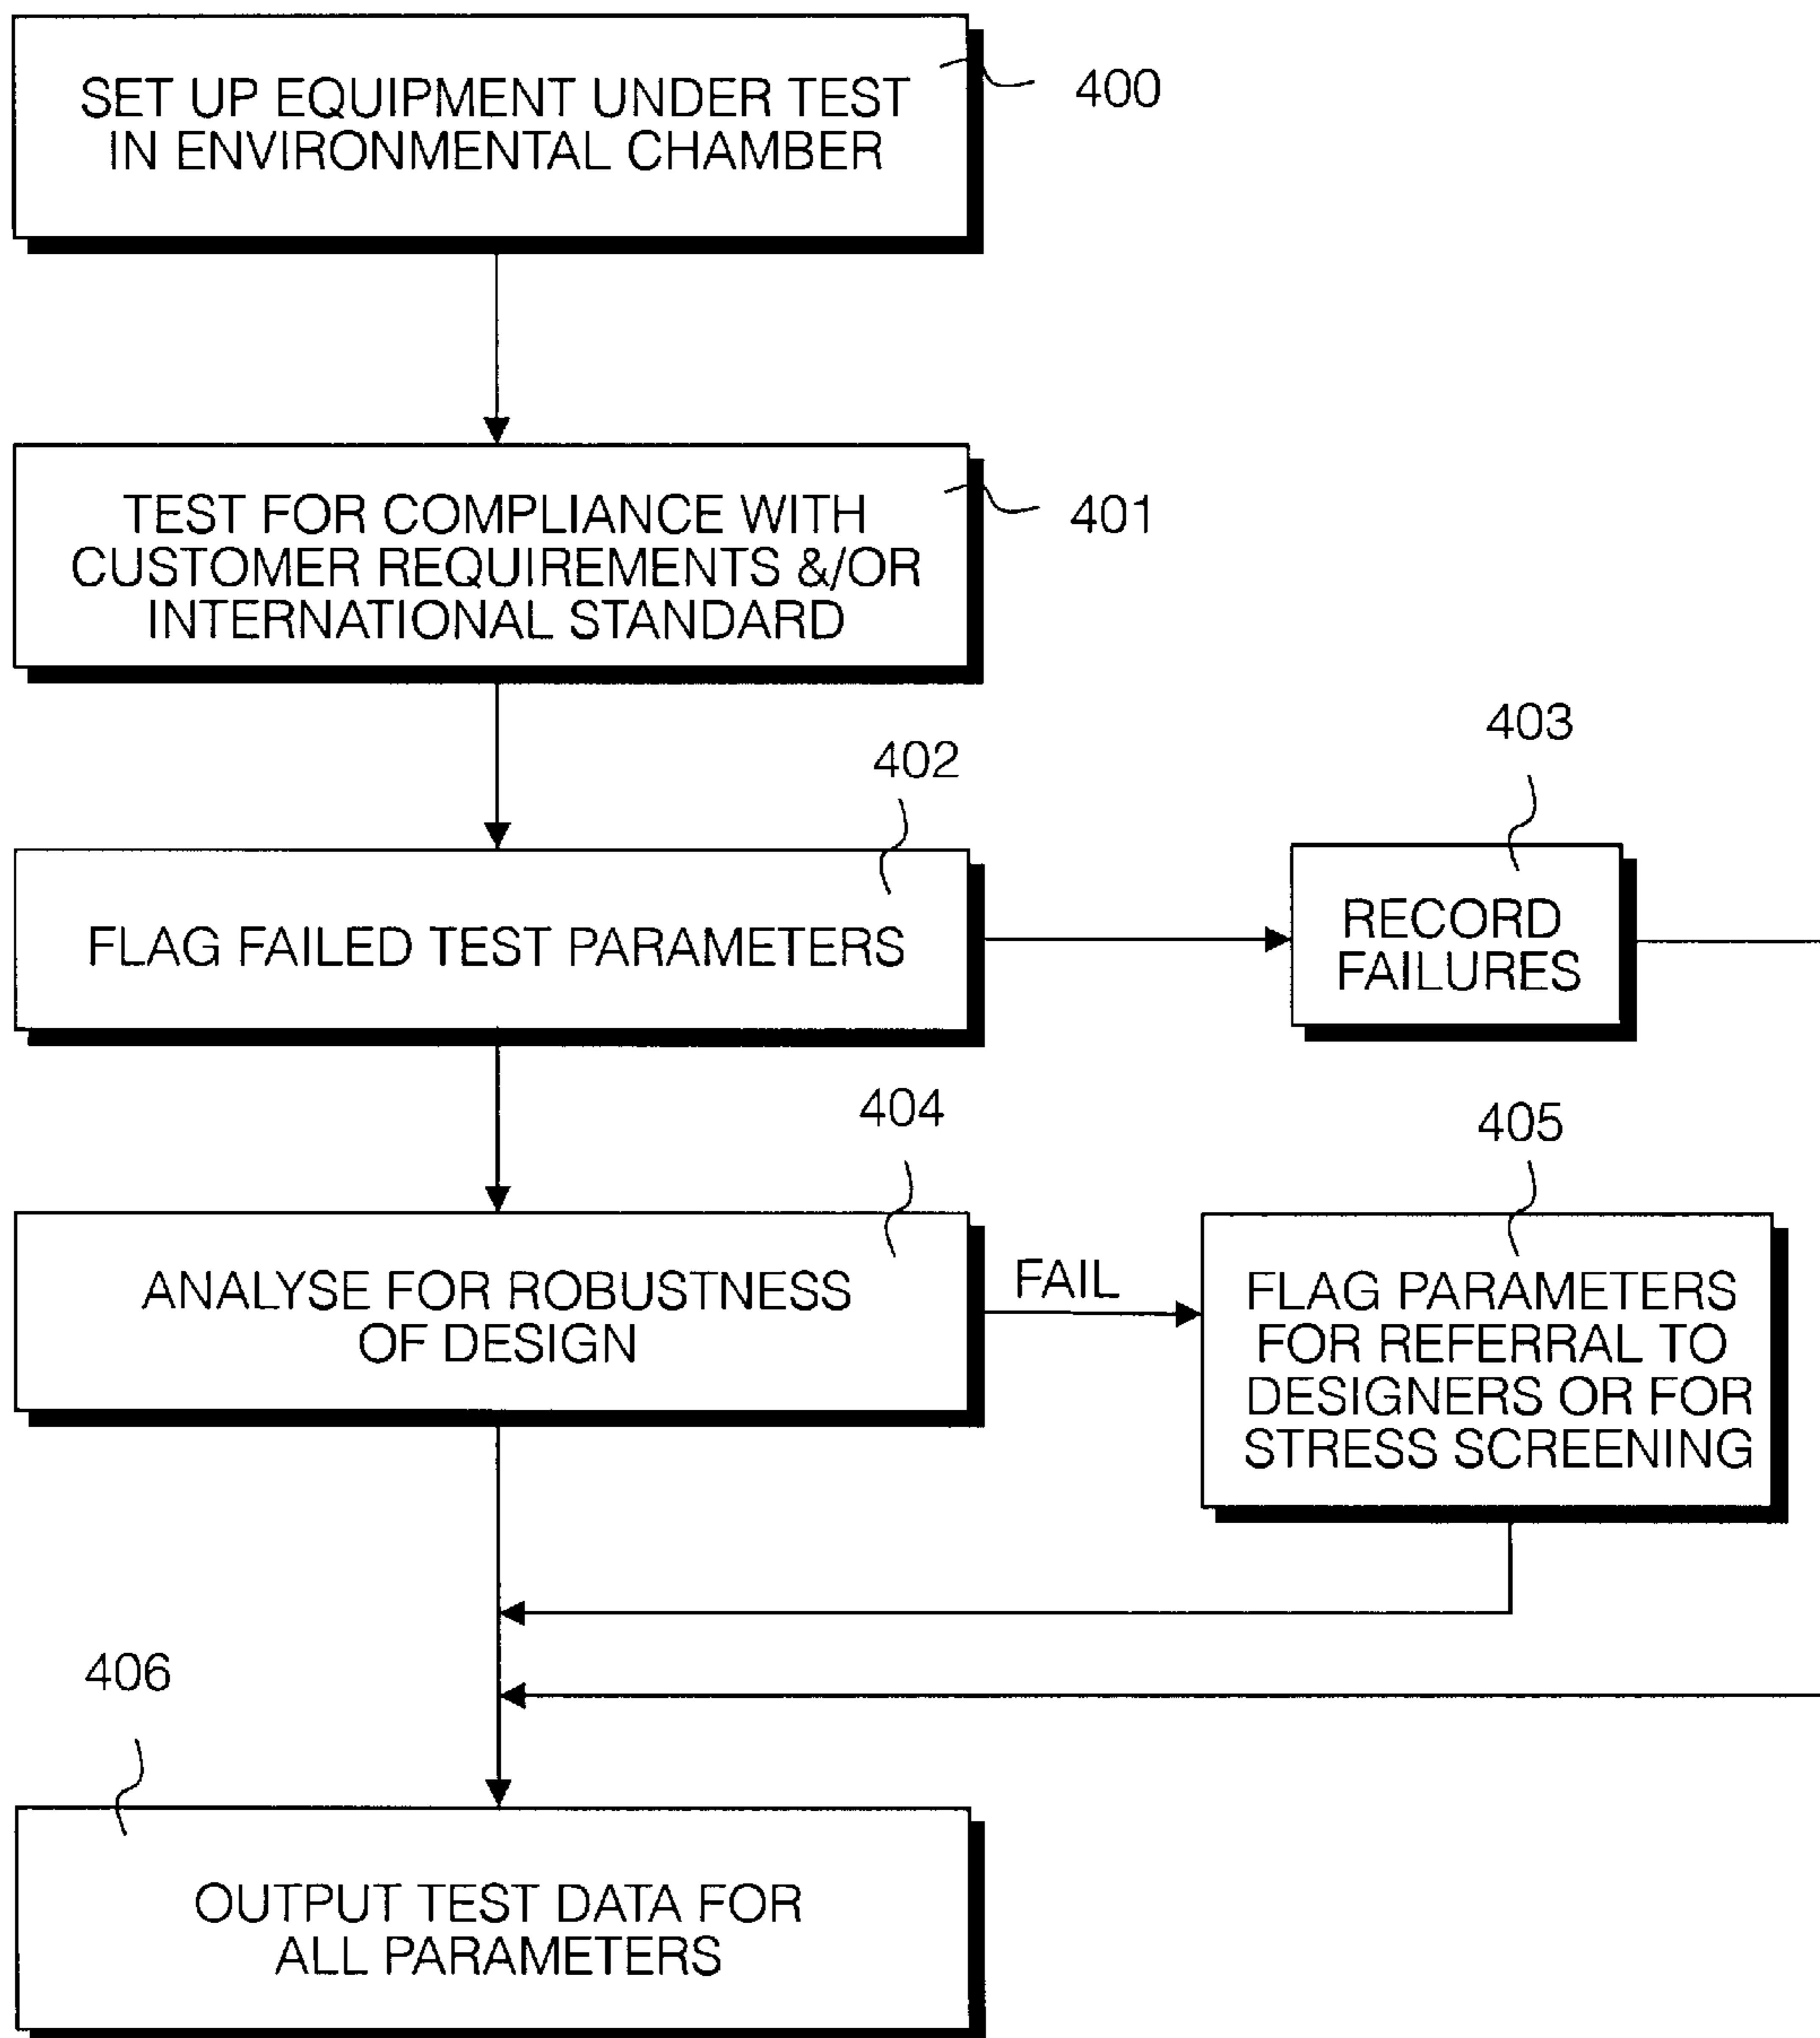 SET UP EQUIPMENT UNDER TEST
IN ENVIRONMENTAL CHAMBER
400
TEST FOR COMPLIANCE WITH
CUSTOMER REQUIREMENTS &/OR
INTERNATIONAL STANDARD
401
402
FLAG FAILED TEST PARAMETERS
403
RECORD
FAILURES
404
ANALYSE FOR ROBUSTNESS
OF DESIGN
FAIL
405
FLAG PARAMETERS
FOR REFERRAL TO
DESIGNERS OR FOR
STRESS SCREENING
406
OUTPUT TEST DATA FOR
ALL PARAMETERS